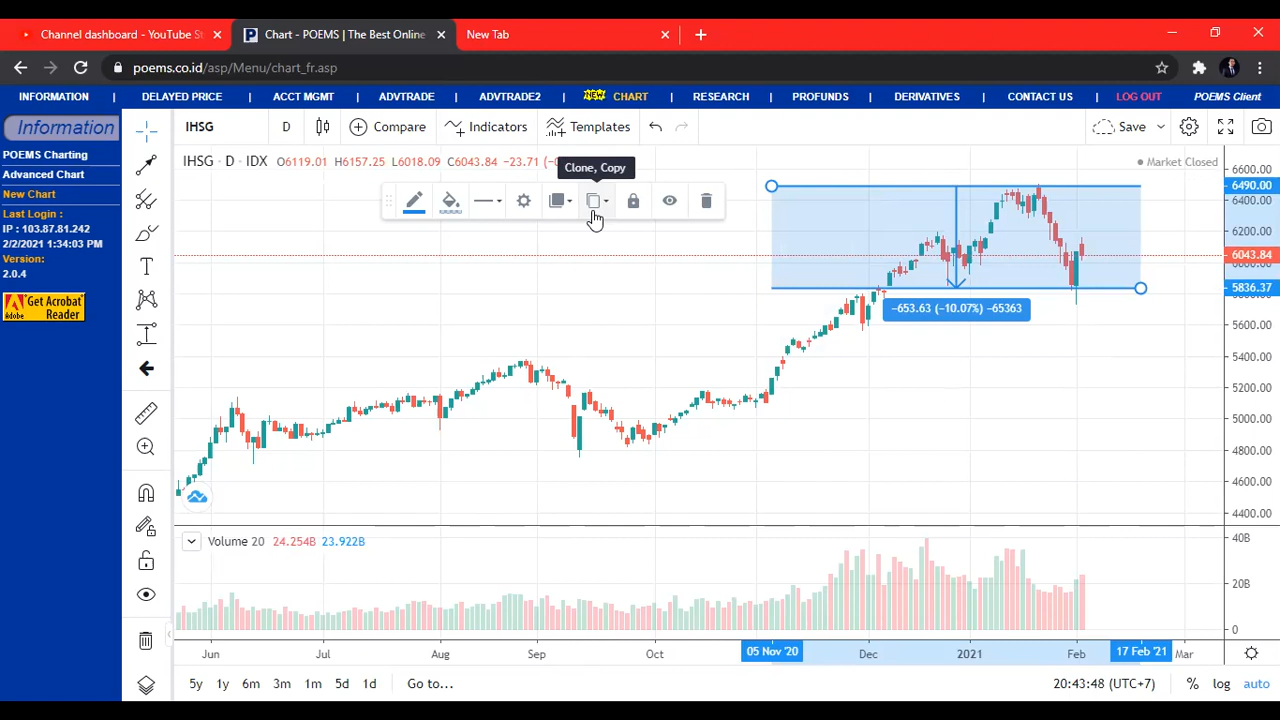 Channel dashboard - YouTube St
Chart - POEMS | The Best Online
New Tab
poems.co.id/asp/Menu/chart_fr.asp
INFORMATION | DELAYED PRICE | ACCT MGMT | ADVTRADE | ADVTRADE2 | NEW CHART | RESEARCH | PROFUNDS | DERIVATIVES | CONTACT US | LOG OUT POEMS Client
Information
POEMS Charting
Advanced Chart
New Chart
Last Login :
IP : 103.87.81.242
2/2/2021 1:34:03 PM
Version:
2.0.4
Get Acrobat
Reader
Adobe
IHSG D Compare Indicators Templates Save
IHSG · D · IDX O6119.01 H6157.25 L6018.09 C6043.84 −23.71
Market Closed
Clone, Copy
6600.00
6490.00
6400.00
6200.00
6043.84
5836.37
5600.00
5400.00
5200.00
5000.00
4800.00
4600.00
4400.00
−653.63 (−10.07%) −65363
Volume 20 24.254B 23.922B
40B
20B
0
Jun Jul Aug Sep Oct 05 Nov '20 Dec 2021 Feb 17 Feb '21 Mar
5y 1y 6m 3m 1m 5d 1d Go to... 20:43:48 (UTC+7) % log auto